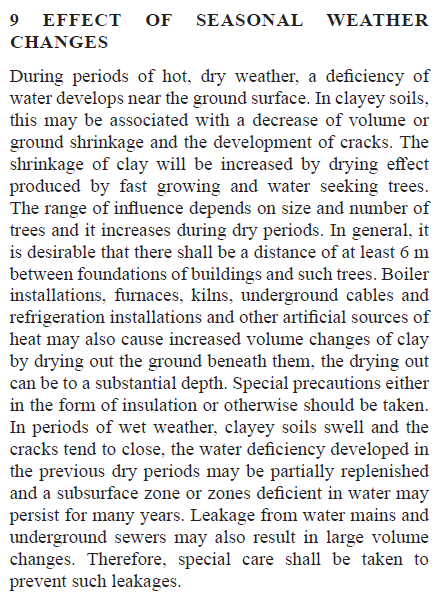 9 EFFECT OF SEASONAL WEATHER
CHANGES
During periods of hot, dry weather, a deficiency of
water develops near the ground surface. In clayey soils,
this may be associated with a decrease of volume or
ground shrinkage and the development of cracks. The
shrinkage of clay will be increased by drying effect
produced by fast growing and water seeking trees.
The range of influence depends on size and number of
trees and it increases during dry periods. In general, it
is desirable that there shall be a distance of at least 6 m
between foundations of buildings and such trees. Boiler
installations, furnaces, kilns, underground cables and
refrigeration installations and other artificial sources of
heat may also cause increased volume changes of clay
by drying out the ground beneath them, the drying out
can be to a substantial depth. Special precautions either
in the form of insulation or otherwise should be taken.
In periods of wet weather, clayey soils swell and the
cracks tend to close, the water deficiency developed in
the previous dry periods may be partially replenished
and a subsurface zone or zones deficient in water may
persist for many years. Leakage from water mains and
underground sewers may also result in large volume
changes. Therefore, special care shall be taken to
prevent such leakages.